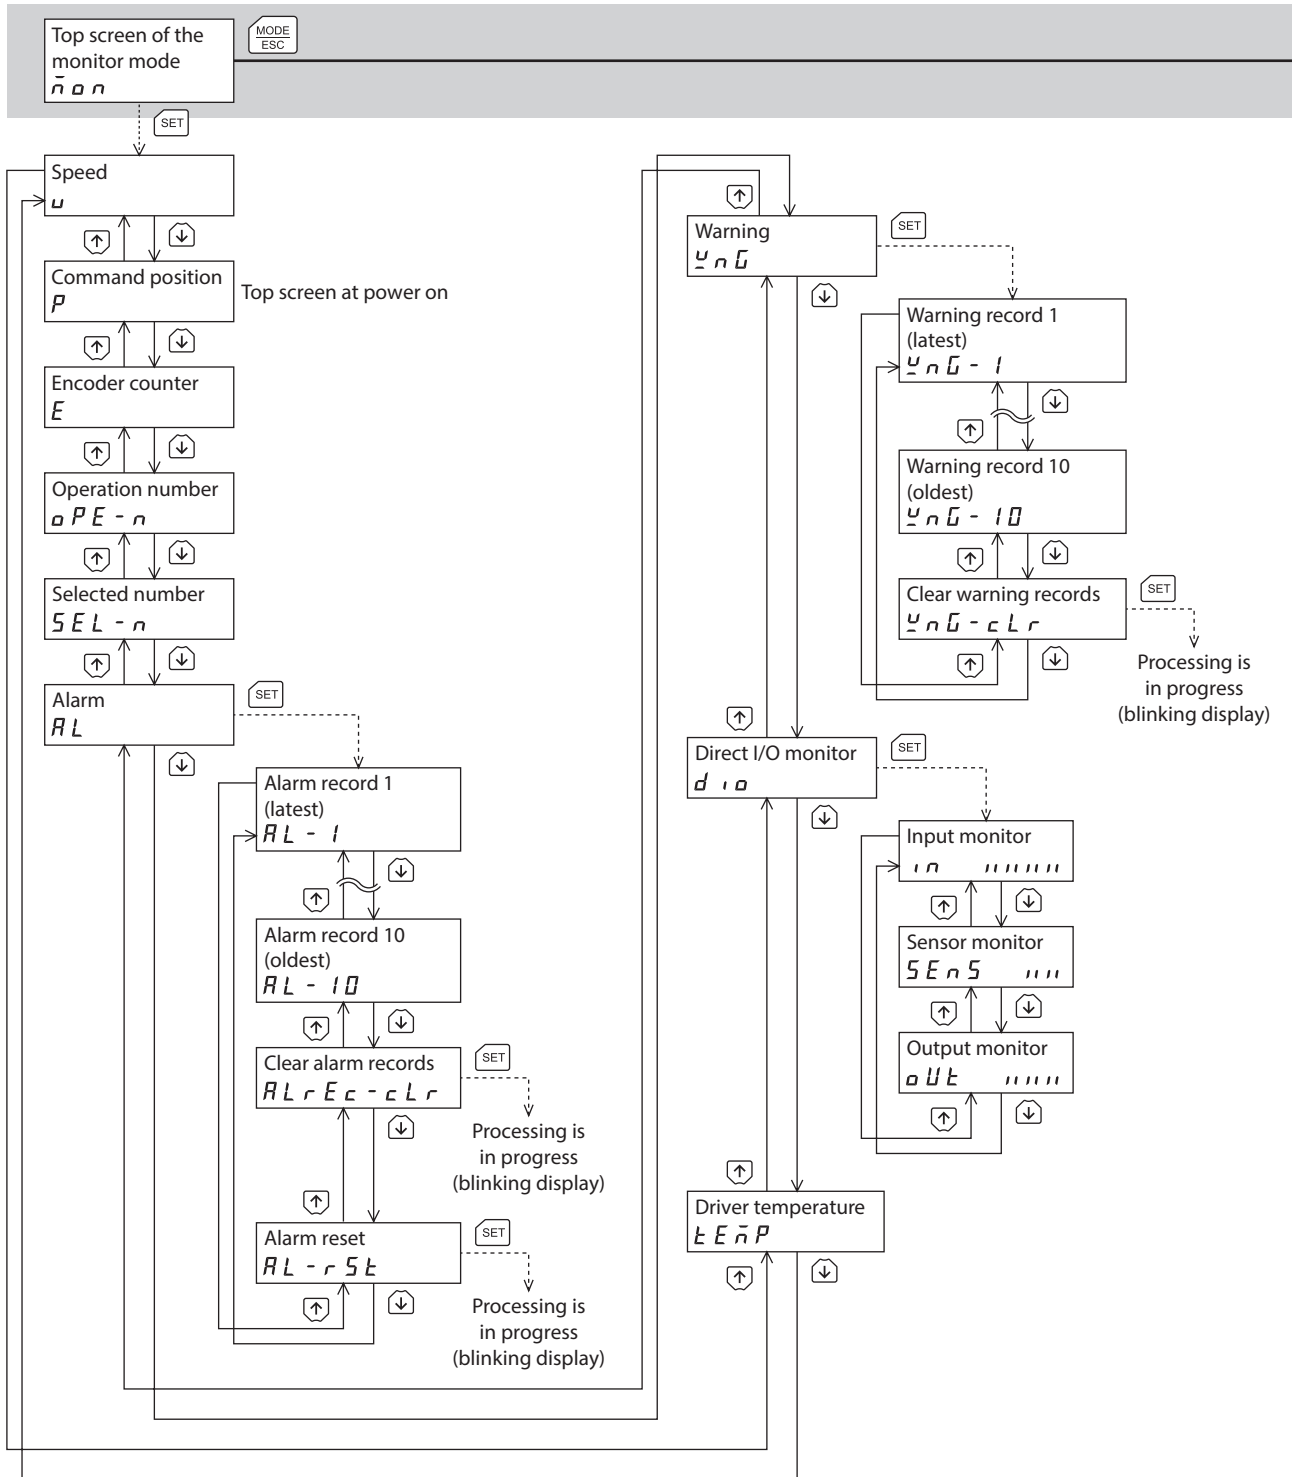 Top screen of the
monitor mode
non
MODE
ESC
SET
Speed
u
↑
↓
Command position
P
Top screen at power on
↑
↓
Encoder counter
E
↑
↓
Operation number
oPE-n
↑
↓
Selected number
SEL-n
↑
↓
Alarm
AL
SET
↓
Alarm record 1
(latest)
AL-1
↓
↑
Alarm record 10
(oldest)
AL-10
↑
↓
Clear alarm records
ALrEc-cLr
SET
↓
Processing is
in progress
(blinking display)
↑
Alarm reset
AL-rSt
SET
↑
↓
Processing is
in progress
(blinking display)
↑
Warning
WnG
SET
↓
Warning record 1
(latest)
WnG-1
↓
↑
Warning record 10
(oldest)
WnG-10
↑
↓
Clear warning records
WnG-cLr
SET
↑
↓
Processing is
in progress
(blinking display)
↑
Direct I/O monitor
dio
SET
↓
Input monitor
in
↑
↓
Sensor monitor
SEnS
↑
↓
Output monitor
oUt
↑
↓
↑
Driver temperature
tEnP
↑
↓